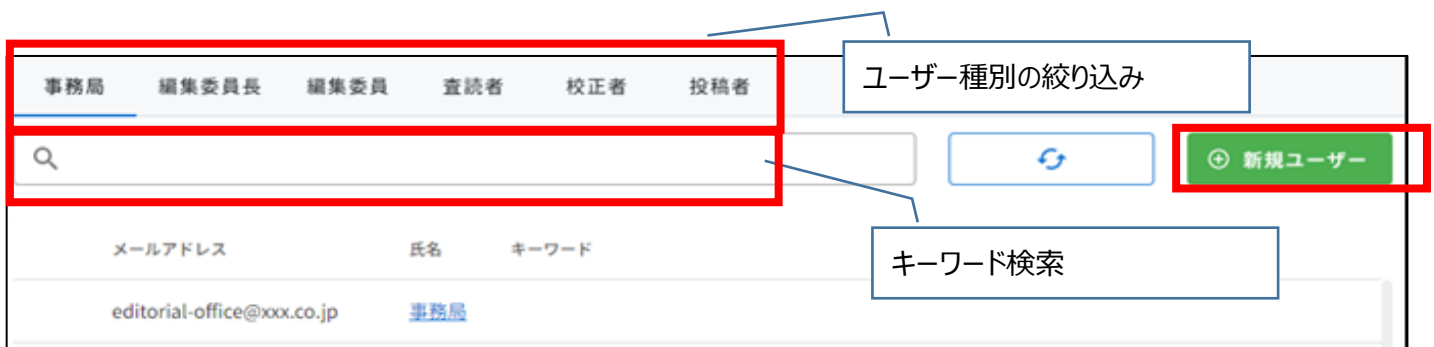 ユーザー種別の絞り込み
事務局 編集委員長 編集委員 査読者 校正者 投稿者
新規ユーザー
メールアドレス 氏名 キーワード
キーワード検索
editorial-office@xxx.co.jp 事務局